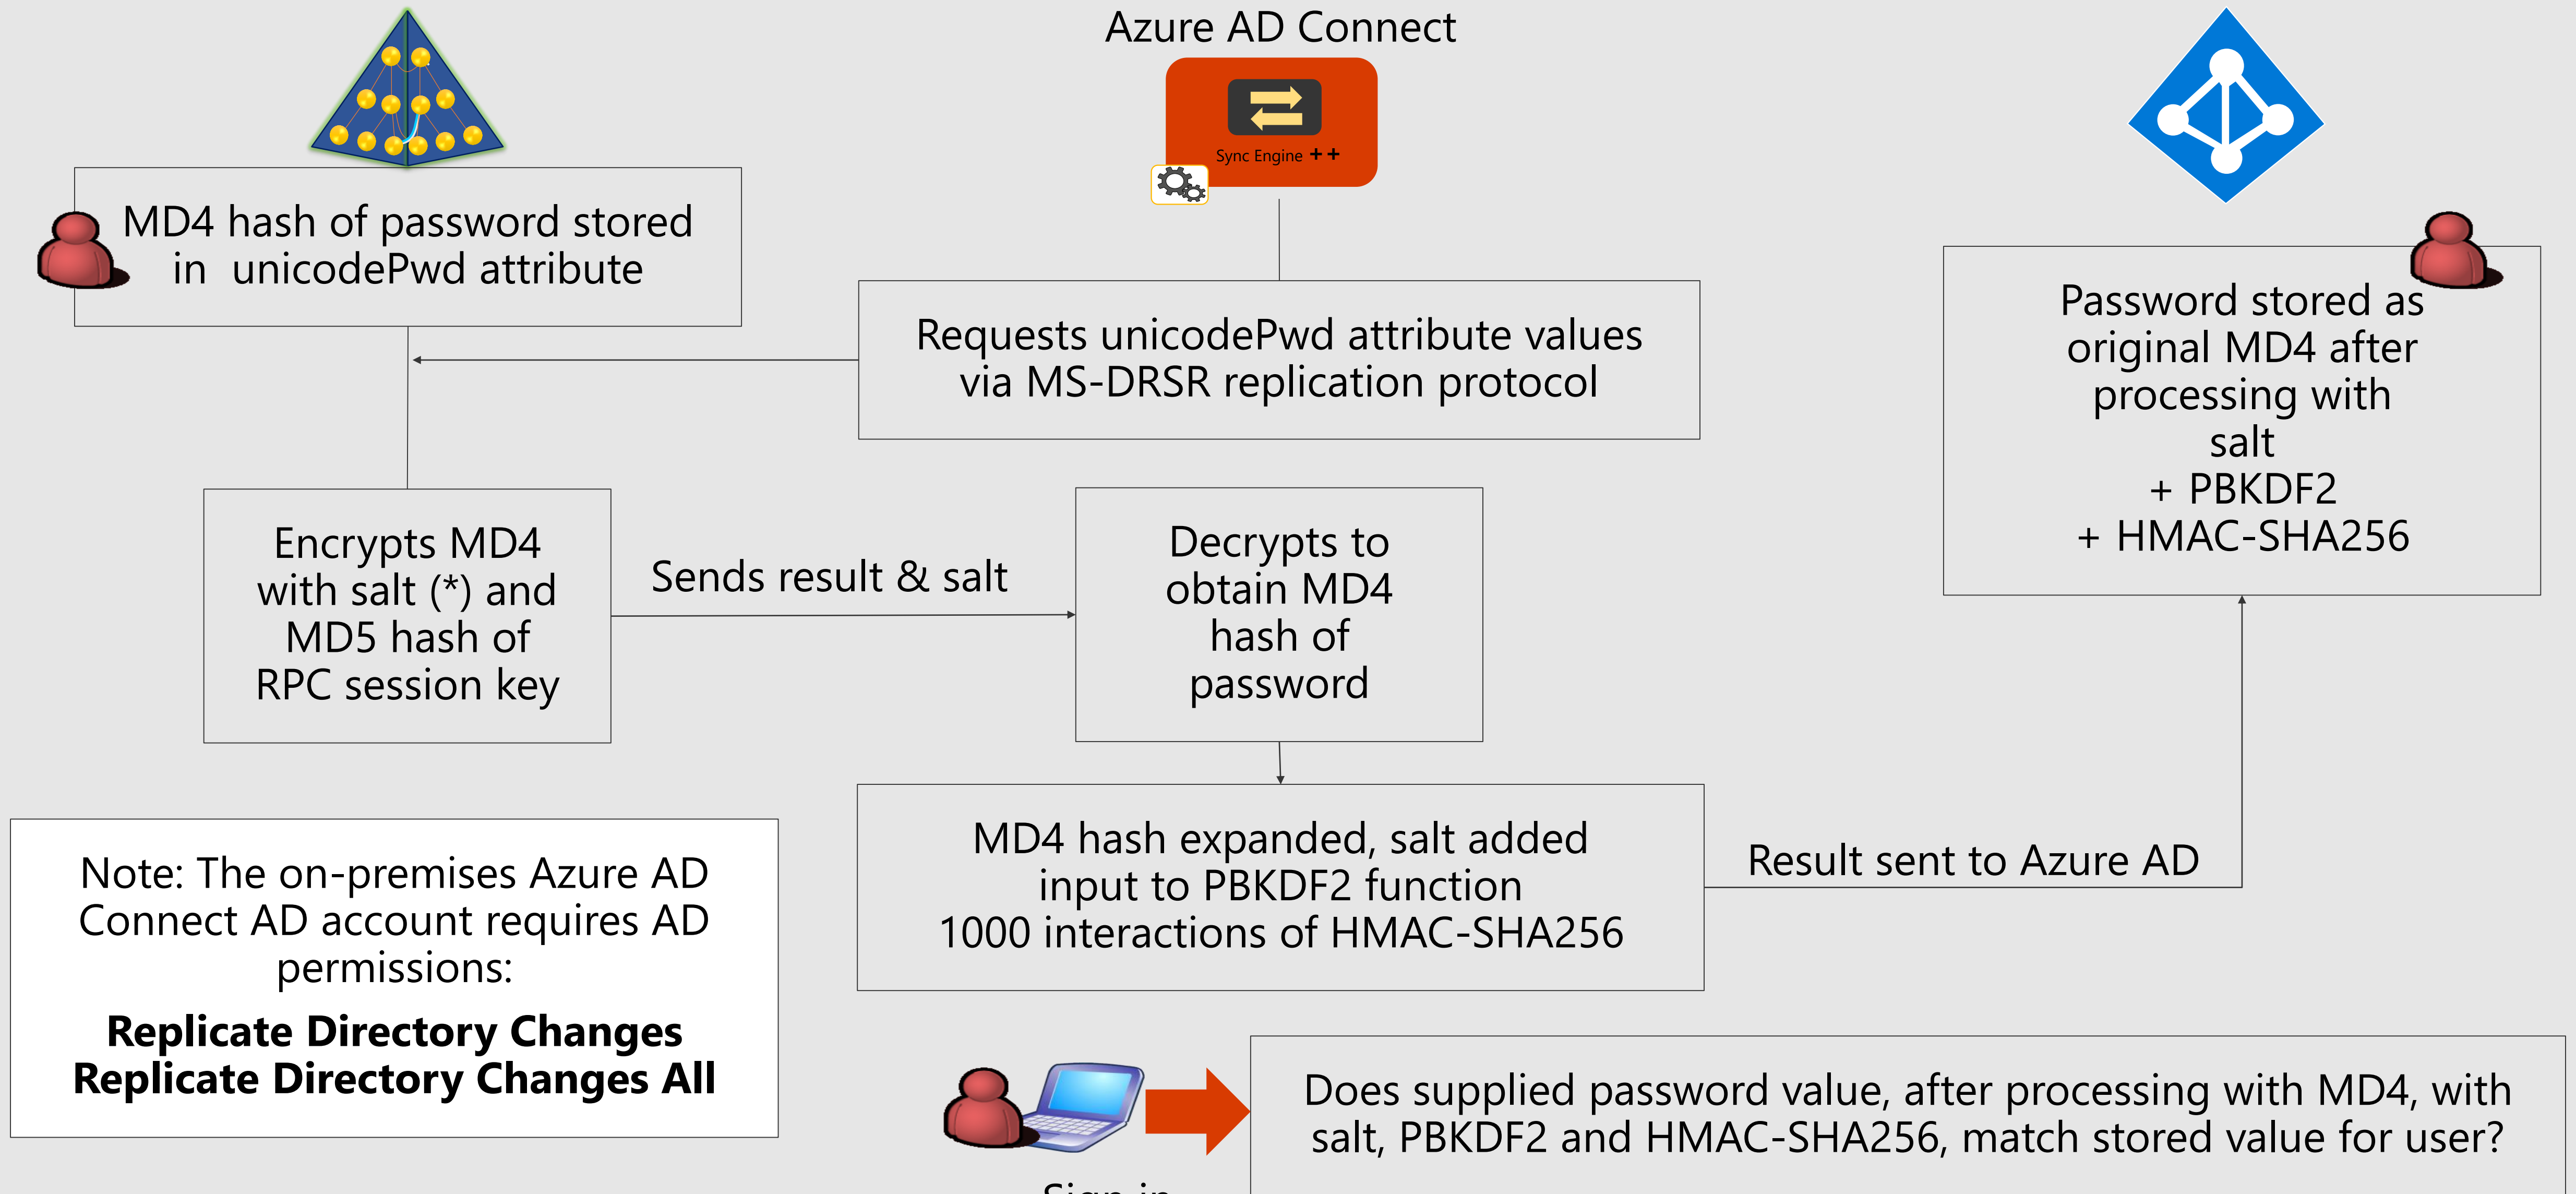 Azure AD Connect
Sync Engine ++
MD4 hash of password stored
in unicodePwd attribute
Requests unicodePwd attribute values
via MS-DRSR replication protocol
Password stored as
original MD4 after
processing with
salt
+ PBKDF2
+ HMAC-SHA256
Encrypts MD4
with salt (*) and
MD5 hash of
RPC session key
Sends result & salt
Decrypts to
obtain MD4
hash of
password
MD4 hash expanded, salt added
input to PBKDF2 function
1000 interactions of HMAC-SHA256
Result sent to Azure AD
Note: The on-premises Azure AD
Connect AD account requires AD
permissions:
Replicate Directory Changes
Replicate Directory Changes All
Does supplied password value, after processing with MD4, with
salt, PBKDF2 and HMAC-SHA256, match stored value for user?
Sign in